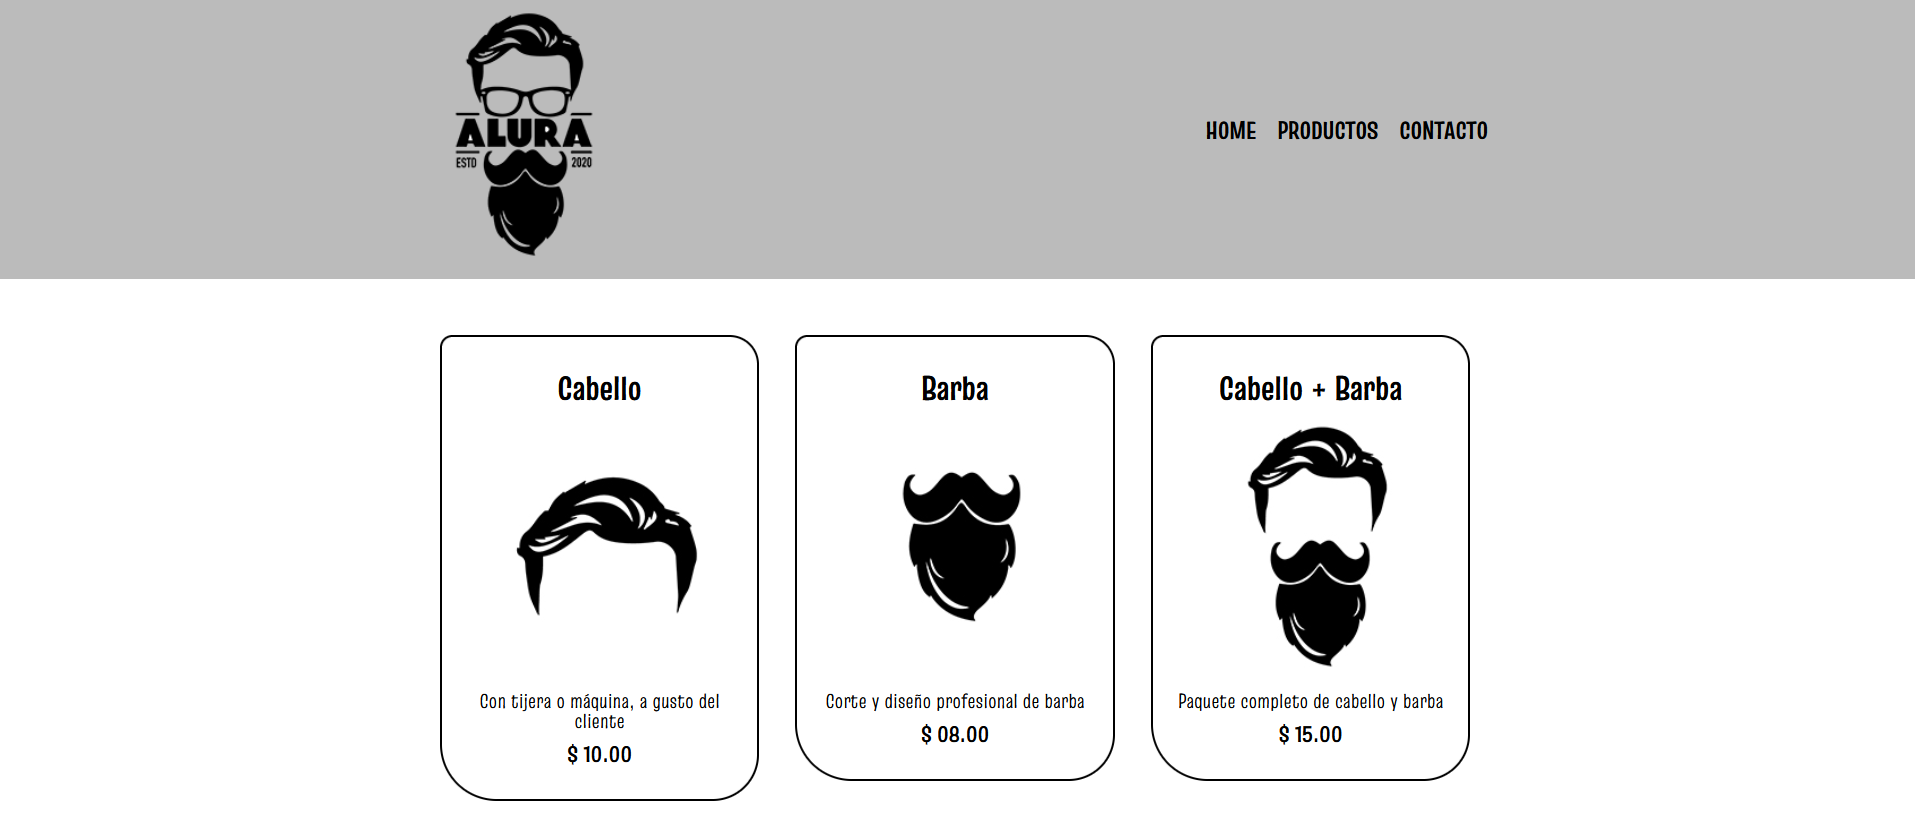 ALURA
ESTD 2020
HOME PRODUCTOS CONTACTO
Cabello
Con tijera o máquina, a gusto del
cliente
$ 10.00
Barba
Corte y diseño profesional de barba
$ 08.00
Cabello + Barba
Paquete completo de cabello y barba
$ 15.00